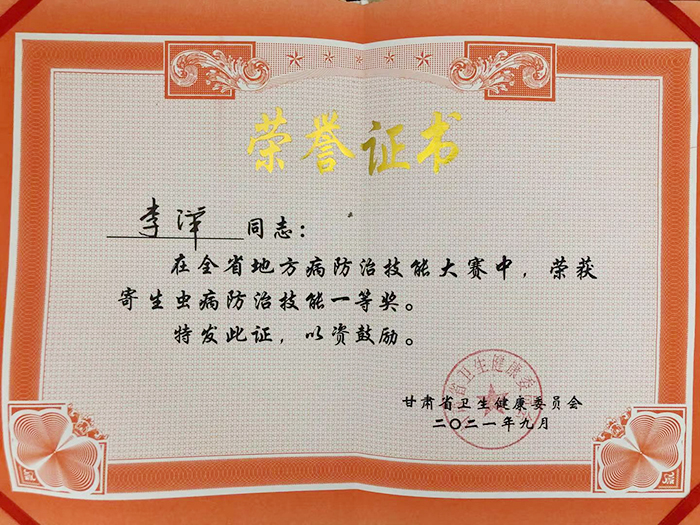 荣誉证书
李泽 同志：
在全省地方病防治技能大赛中，荣获
寄生虫病防治技能一等奖。
特发此证，以资鼓励。
甘肃省卫生健康委员会
二〇二一年九月